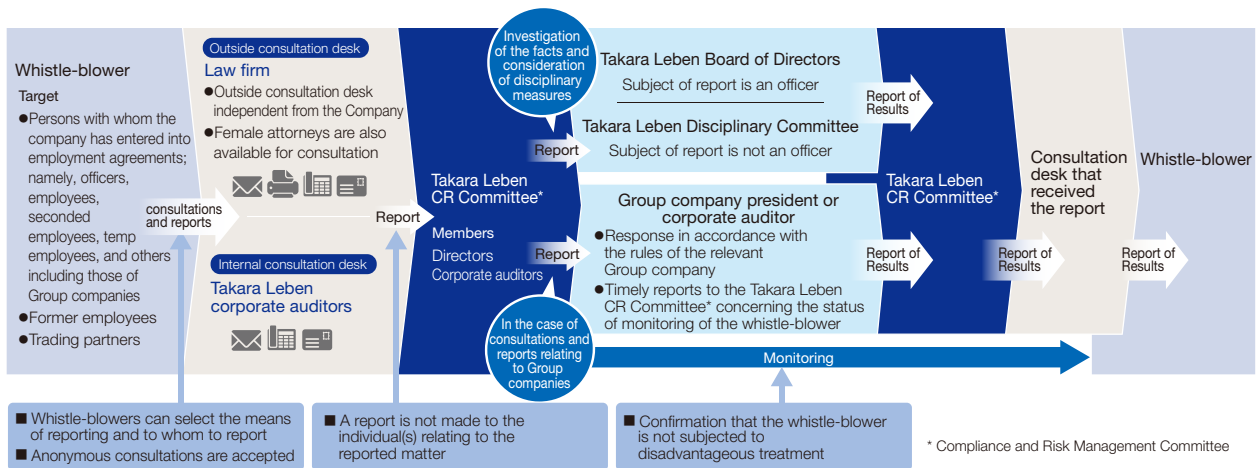 Whistle-blower
Target
●Persons with whom the
company has entered into
employment agreements;
namely, officers,
employees,
seconded
employees, temp
employees, and others
including those of
Group companies
●Former employees
●Trading partners
consultations
and reports
Outside consultation desk
Law firm
●Outside consultation desk
independent from the Company
●Female attorneys are also
available for consultation
Internal consultation desk
Takara Leben
corporate auditors
Report
Takara Leben
CR Committee*
Members
Directors
Corporate auditors
Investigation
of the facts and
consideration
of disciplinary
measures
Report
Takara Leben Board of Directors
Subject of report is an officer
Takara Leben Disciplinary Committee
Subject of report is not an officer
Report of
Results
In the case of
consultations and
reports relating
to Group
companies
Report
Group company president or
corporate auditor
●Response in accordance with
the rules of the relevant
Group company
●Timely reports to the Takara Leben
CR Committee* concerning the status
of monitoring of the whistle-blower
Report of
Results
Takara Leben
CR Committee*
Report of
Results
Consultation
desk that
received
the report
Report of
Results
Whistle-blower
Monitoring
■ Whistle-blowers can select the means
of reporting and to whom to report
■ Anonymous consultations are accepted
■ A report is not made to the
individual(s) relating to the
reported matter
■ Confirmation that the whistle-blower
is not subjected to
disadvantageous treatment
* Compliance and Risk Management Committee